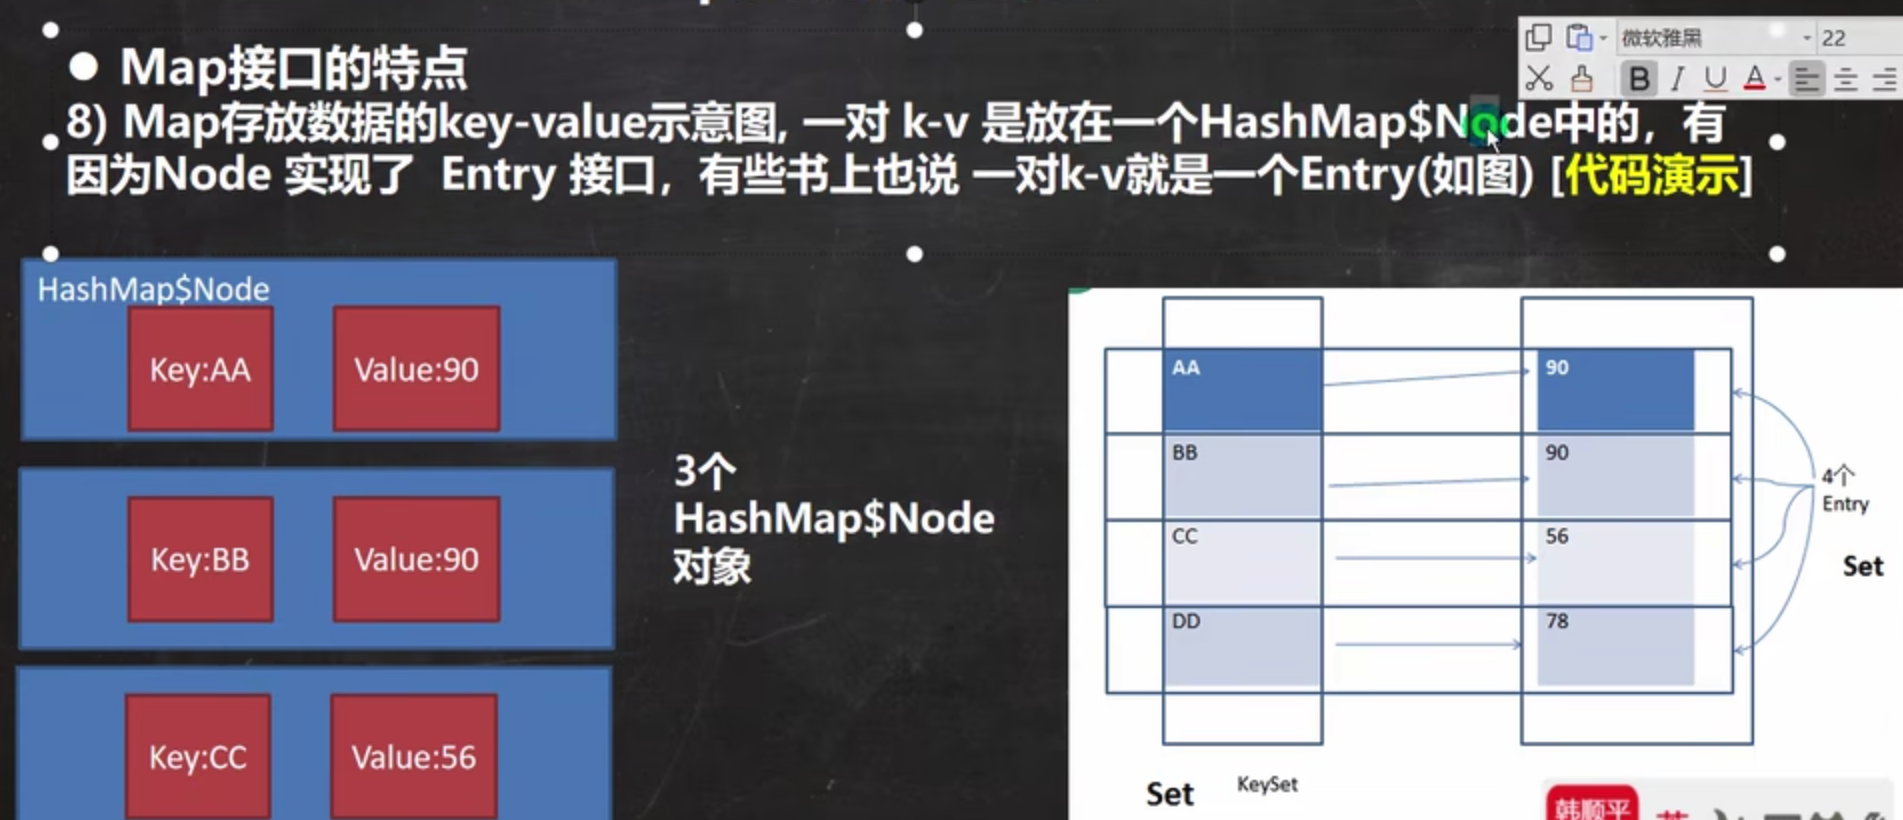 微软雅黑 22
B I U A
● Map接口的特点
8) Map存放数据的key-value示意图, 一对 k-v 是放在一个HashMap$Node中的，有
因为Node 实现了 Entry 接口，有些书上也说 一对k-v就是一个Entry(如图) [代码演示]
HashMap$Node
Key:AA Value:90
Key:BB Value:90
Key:CC Value:56
3个
HashMap$Node
对象
AA 90
BB 90
CC 56
DD 78
4个
Entry
Set
Set KeySet
韩顺平